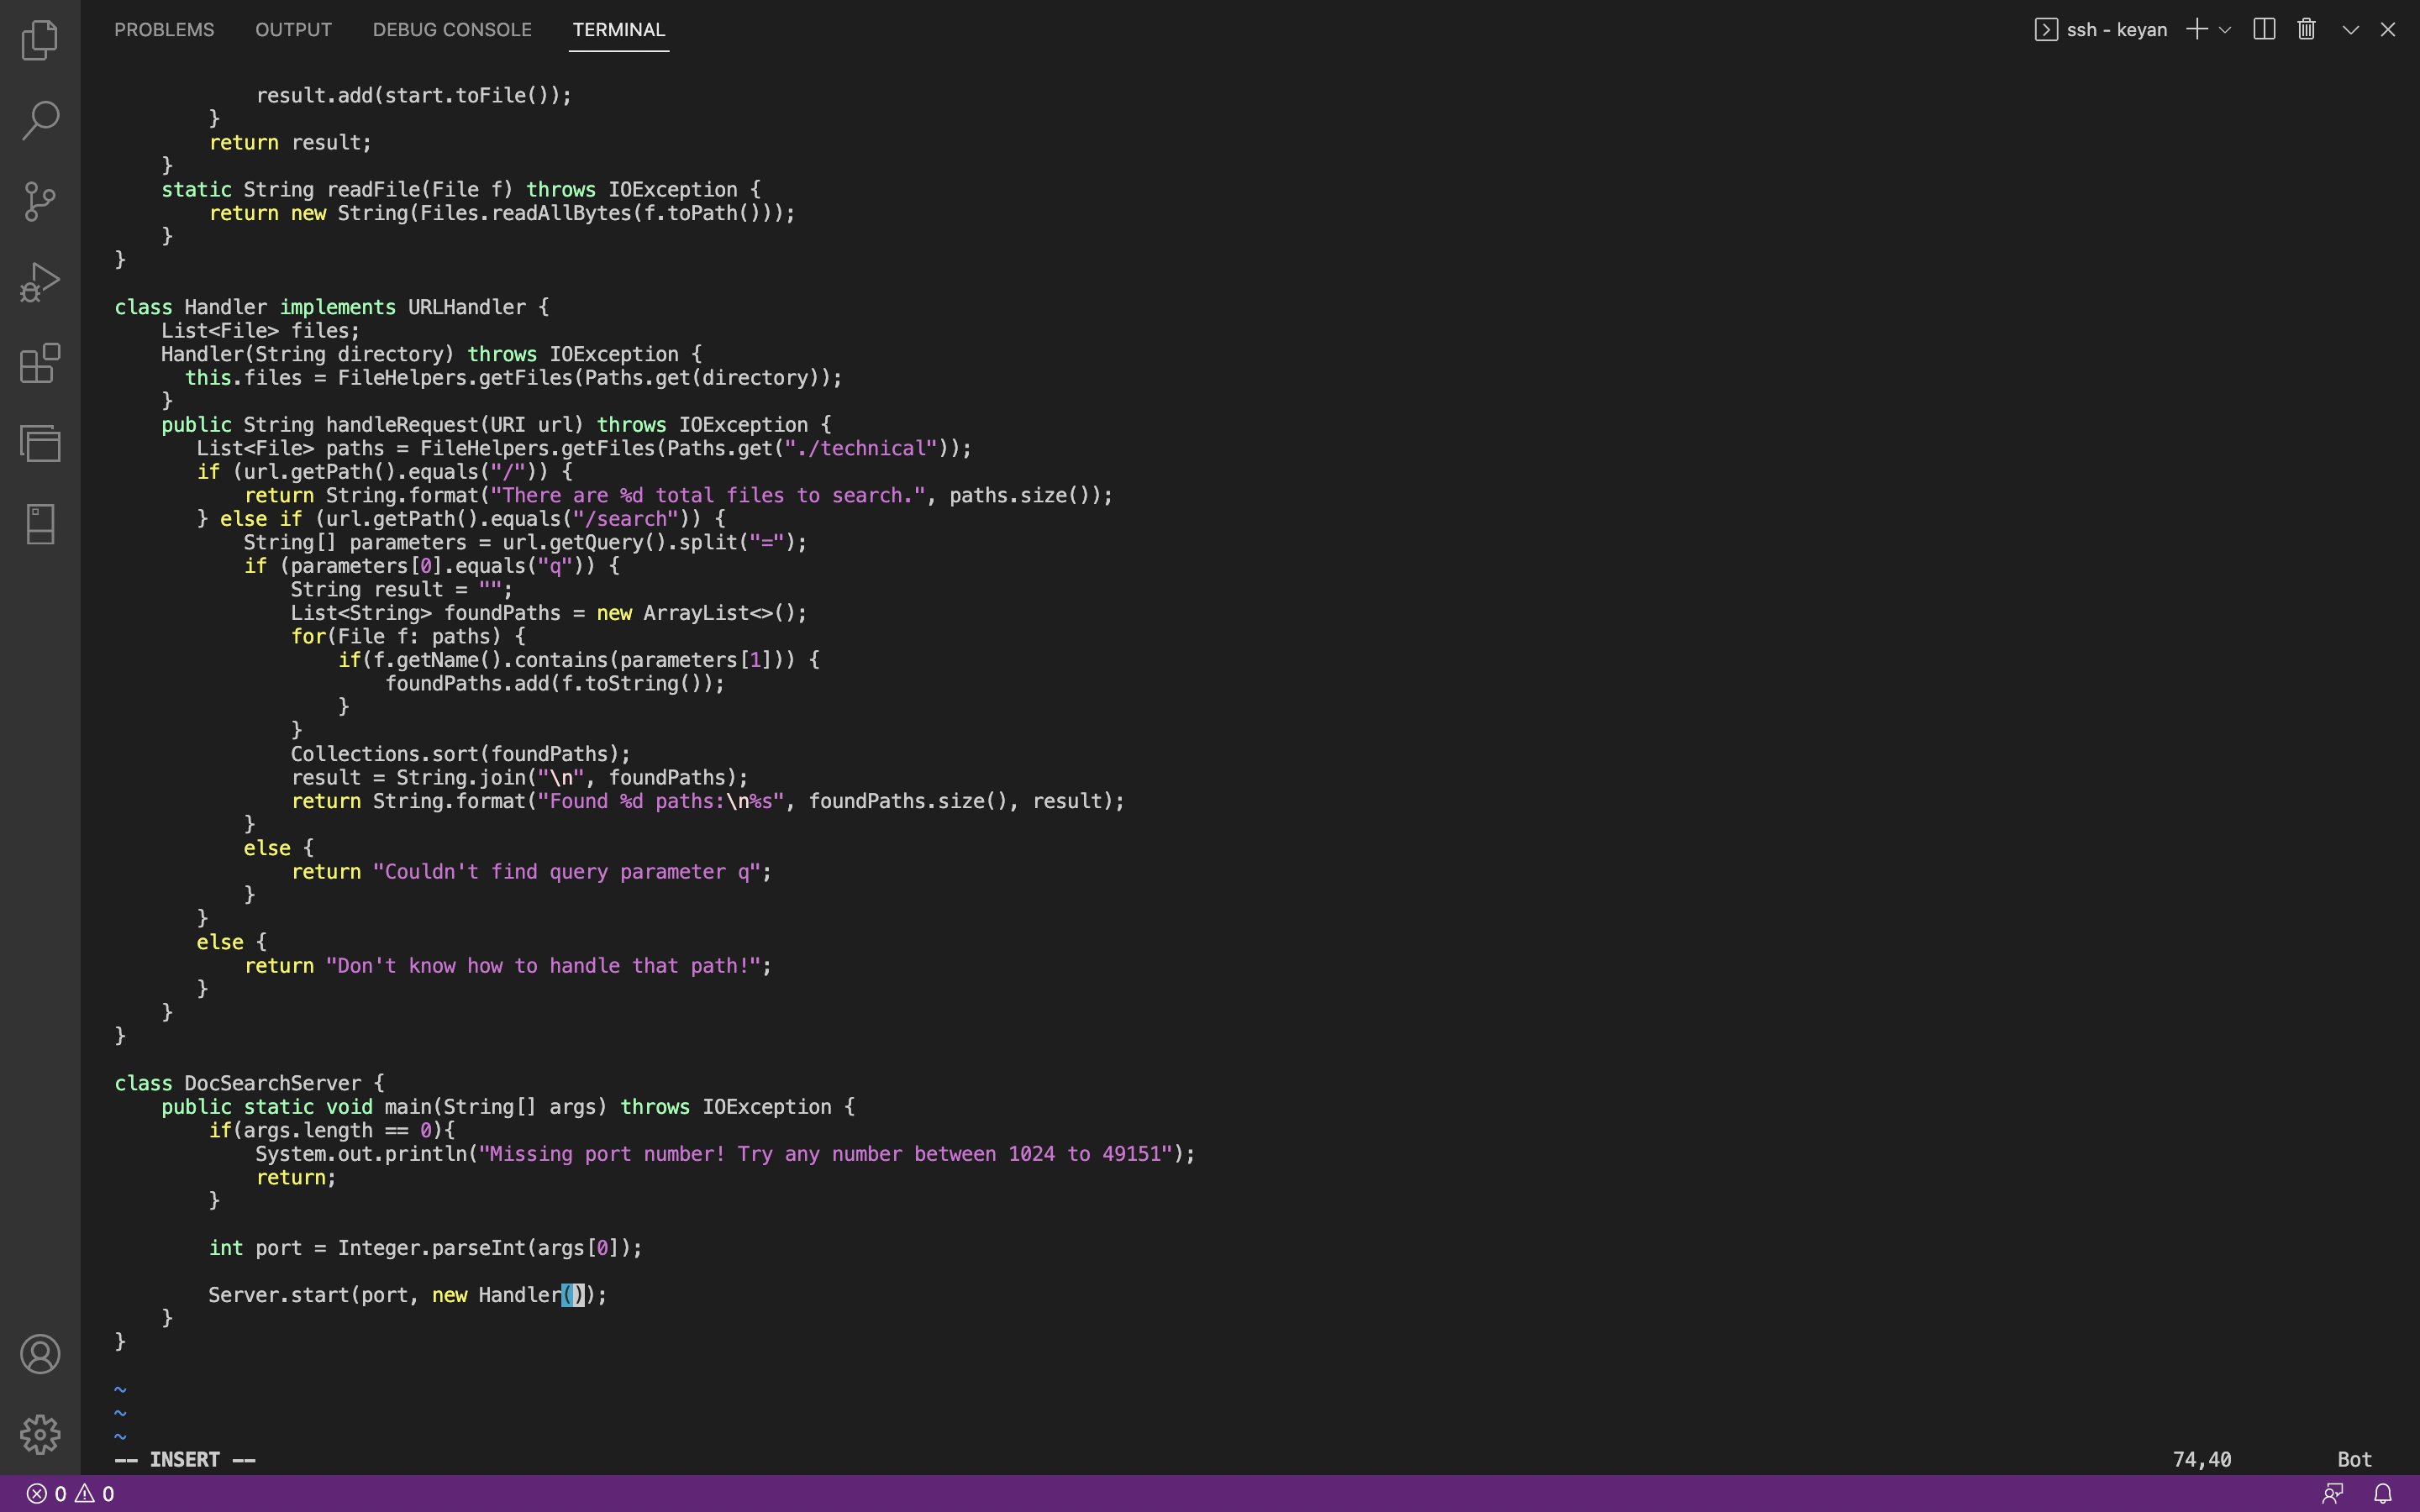 PROBLEMS OUTPUT DEBUG CONSOLE TERMINAL ssh - keyan
            result.add(start.toFile());
        }
        return result;
    }
    static String readFile(File f) throws IOException {
        return new String(Files.readAllBytes(f.toPath()));
    }
}

class Handler implements URLHandler {
    List<File> files;
    Handler(String directory) throws IOException {
      this.files = FileHelpers.getFiles(Paths.get(directory));
    }
    public String handleRequest(URI url) throws IOException {
       List<File> paths = FileHelpers.getFiles(Paths.get("./technical"));
       if (url.getPath().equals("/")) {
           return String.format("There are %d total files to search.", paths.size());
       } else if (url.getPath().equals("/search")) {
           String[] parameters = url.getQuery().split("=");
           if (parameters[0].equals("q")) {
               String result = "";
               List<String> foundPaths = new ArrayList<>();
               for(File f: paths) {
                   if(f.getName().contains(parameters[1])) {
                       foundPaths.add(f.toString());
                   }
               }
               Collections.sort(foundPaths);
               result = String.join("\n", foundPaths);
               return String.format("Found %d paths:\n%s", foundPaths.size(), result);
           }
           else {
               return "Couldn't find query parameter q";
           }
       }
       else {
           return "Don't know how to handle that path!";
       }
    }
}

class DocSearchServer {
    public static void main(String[] args) throws IOException {
        if(args.length == 0){
            System.out.println("Missing port number! Try any number between 1024 to 49151");
            return;
        }

        int port = Integer.parseInt(args[0]);

        Server.start(port, new Handler());
    }
}

~
~
~
-- INSERT -- 74,40 Bot
0 0